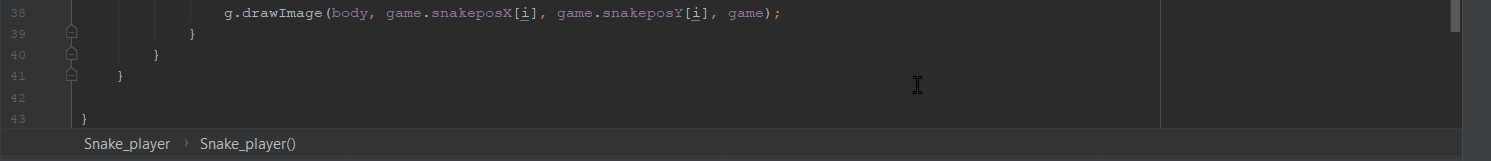 38 g.drawImage(body, game.snakeposX[i], game.snakeposY[i], game);
39 }
40 }
41 }
42
43 }
Snake_player › Snake_player()